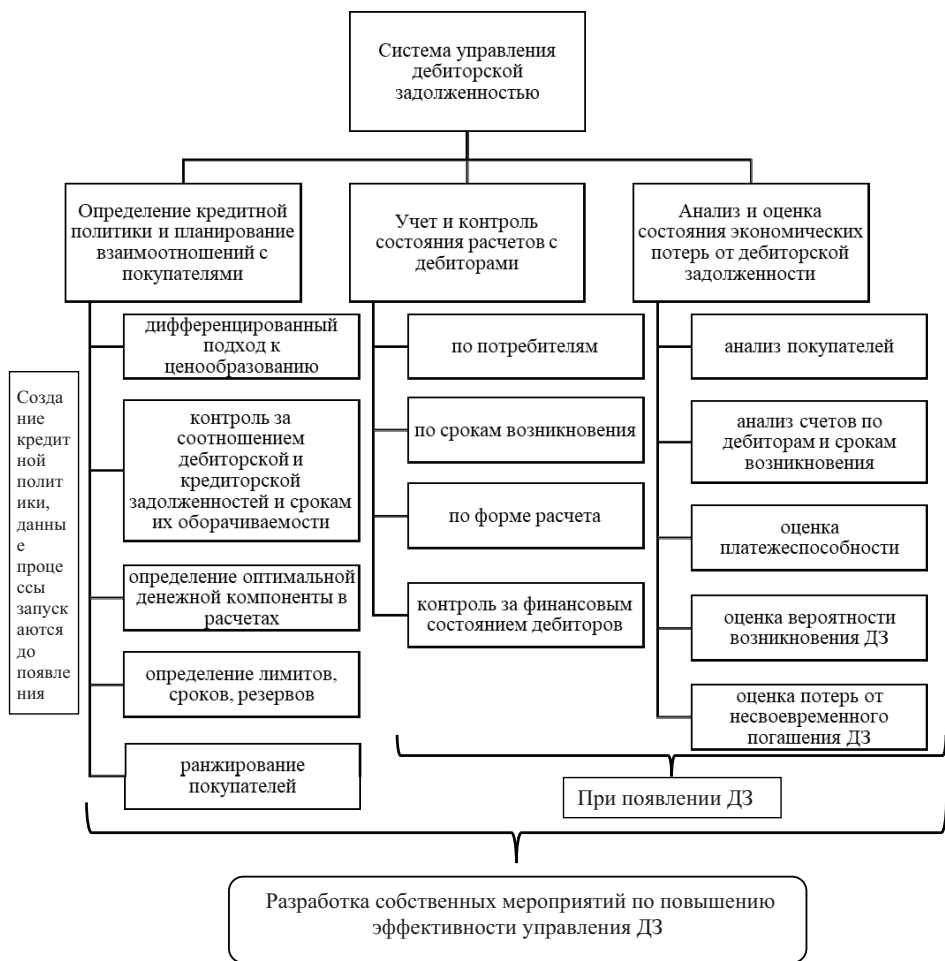 Система управления
дебиторской
задолженностью
Определение кредитной
политики и планирование
взаимоотношений с
покупателями
Учет и контроль
состояния расчетов с
дебиторами
Анализ и оценка
состояния экономических
потерь от дебиторской
задолженности
Созда
ние
кредит
ной
полит
ики,
данны
е
проце
ссы
запуск
аются
до
появле
ния
дифференцированный
подход к
ценообразованию
контроль за
соотношением
дебиторской и
кредиторской
задолженностей и срокам
их оборачиваемости
определение оптимальной
денежной компоненты в
расчетах
определение лимитов,
сроков, резервов
ранжирование
покупателей
по потребителям
по срокам возникновения
по форме расчета
контроль за финансовым
состоянием дебиторов
анализ покупателей
анализ счетов по
дебиторам и срокам
возникновения
оценка
платежеспособности
оценка вероятности
возникновения ДЗ
оценка потерь от
несвоевременного
погашения ДЗ
При появлении ДЗ
Разработка собственных мероприятий по повышению
эффективности управления ДЗ